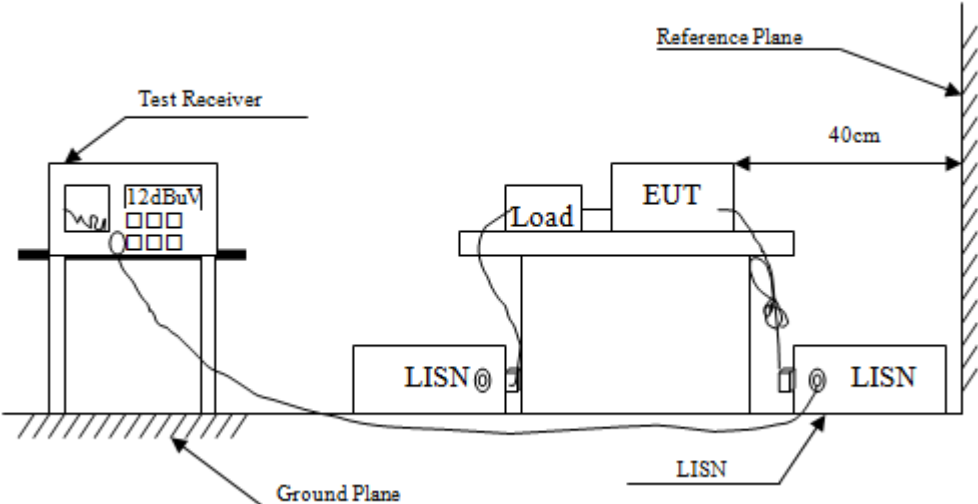 Reference Plane
Test Receiver
40cm
12dBuV
Load
EUT
LISN
LISN
LISN
Ground Plane